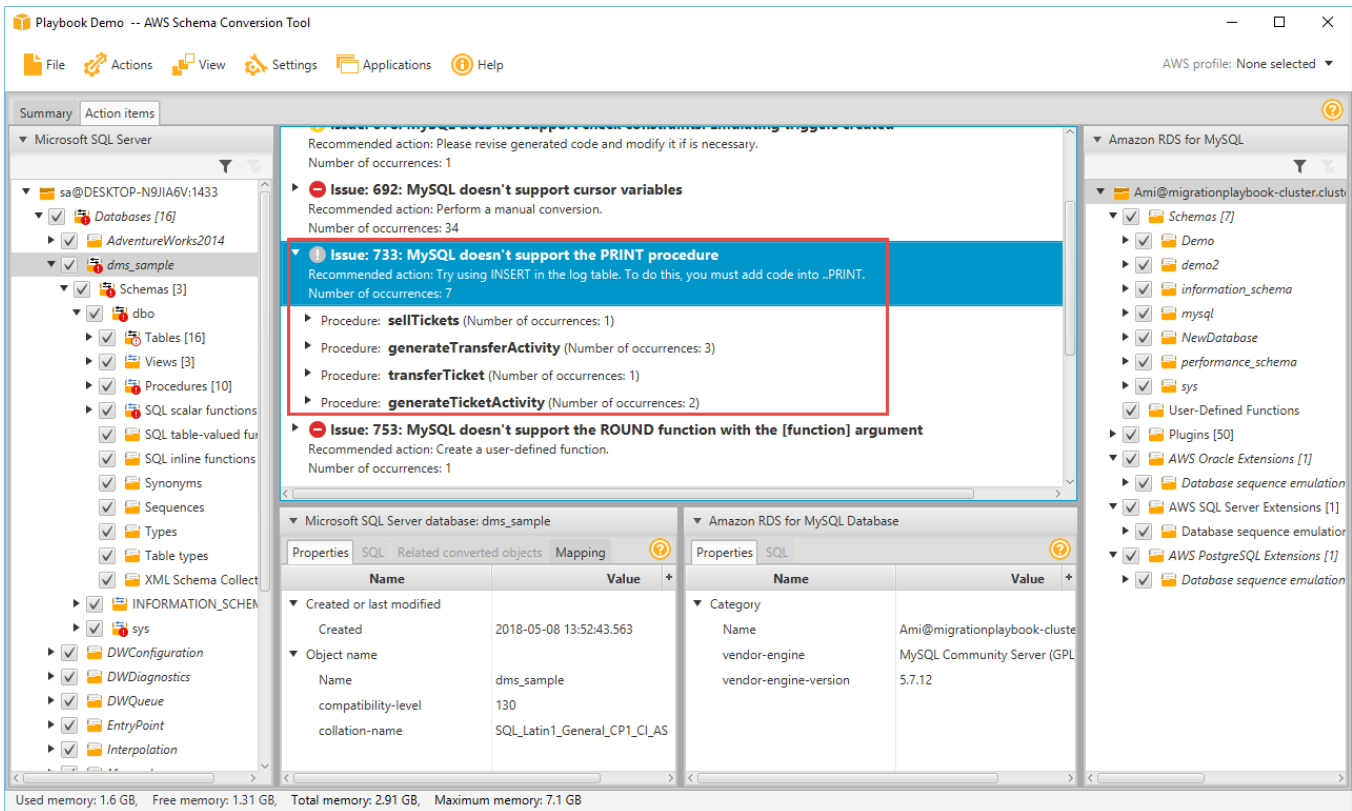 Playbook Demo -- AWS Schema Conversion Tool
File Actions View Settings Applications Help
AWS profile: None selected
Summary Action items
Microsoft SQL Server
sa@DESKTOP-N9JIA6V:1433
Databases [16]
AdventureWorks2014
dms_sample
Schemas [3]
dbo
Tables [16]
Views [3]
Procedures [10]
SQL scalar functions
SQL table-valued fun
SQL inline functions
Synonyms
Sequences
Types
Table types
XML Schema Collect
INFORMATION_SCHEM
sys
DWConfiguration
DWDiagnostics
DWQueue
EntryPoint
Interpolation
MySQL does not support check constraints. Emulating triggers created
Recommended action: Please revise generated code and modify it if is necessary.
Number of occurrences: 1
Issue: 692: MySQL doesn't support cursor variables
Recommended action: Perform a manual conversion.
Number of occurrences: 34
Issue: 733: MySQL doesn't support the PRINT procedure
Recommended action: Try using INSERT in the log table. To do this, you must add code into ..PRINT.
Number of occurrences: 7
Procedure: sellTickets (Number of occurrences: 1)
Procedure: generateTransferActivity (Number of occurrences: 3)
Procedure: transferTicket (Number of occurrences: 1)
Procedure: generateTicketActivity (Number of occurrences: 2)
Issue: 753: MySQL doesn't support the ROUND function with the [function] argument
Recommended action: Create a user-defined function.
Number of occurrences: 1
Microsoft SQL Server database: dms_sample
Properties SQL Related converted objects Mapping
Name Value +
Created or last modified
Created 2018-05-08 13:52:43.563
Object name
Name dms_sample
compatibility-level 130
collation-name SQL_Latin1_General_CP1_CI_AS
Amazon RDS for MySQL Database
Properties SQL
Name Value +
Category
Name Ami@migrationplaybook-cluste
vendor-engine MySQL Community Server (GPL
vendor-engine-version 5.7.12
Amazon RDS for MySQL
Ami@migrationplaybook-cluster.clust
Schemas [7]
Demo
demo2
information_schema
mysql
NewDatabase
performance_schema
sys
User-Defined Functions
Plugins [50]
AWS Oracle Extensions [1]
Database sequence emulation
AWS SQL Server Extensions [1]
Database sequence emulation
AWS PostgreSQL Extensions [1]
Database sequence emulation
Used memory: 1.6 GB, Free memory: 1.31 GB, Total memory: 2.91 GB, Maximum memory: 7.1 GB